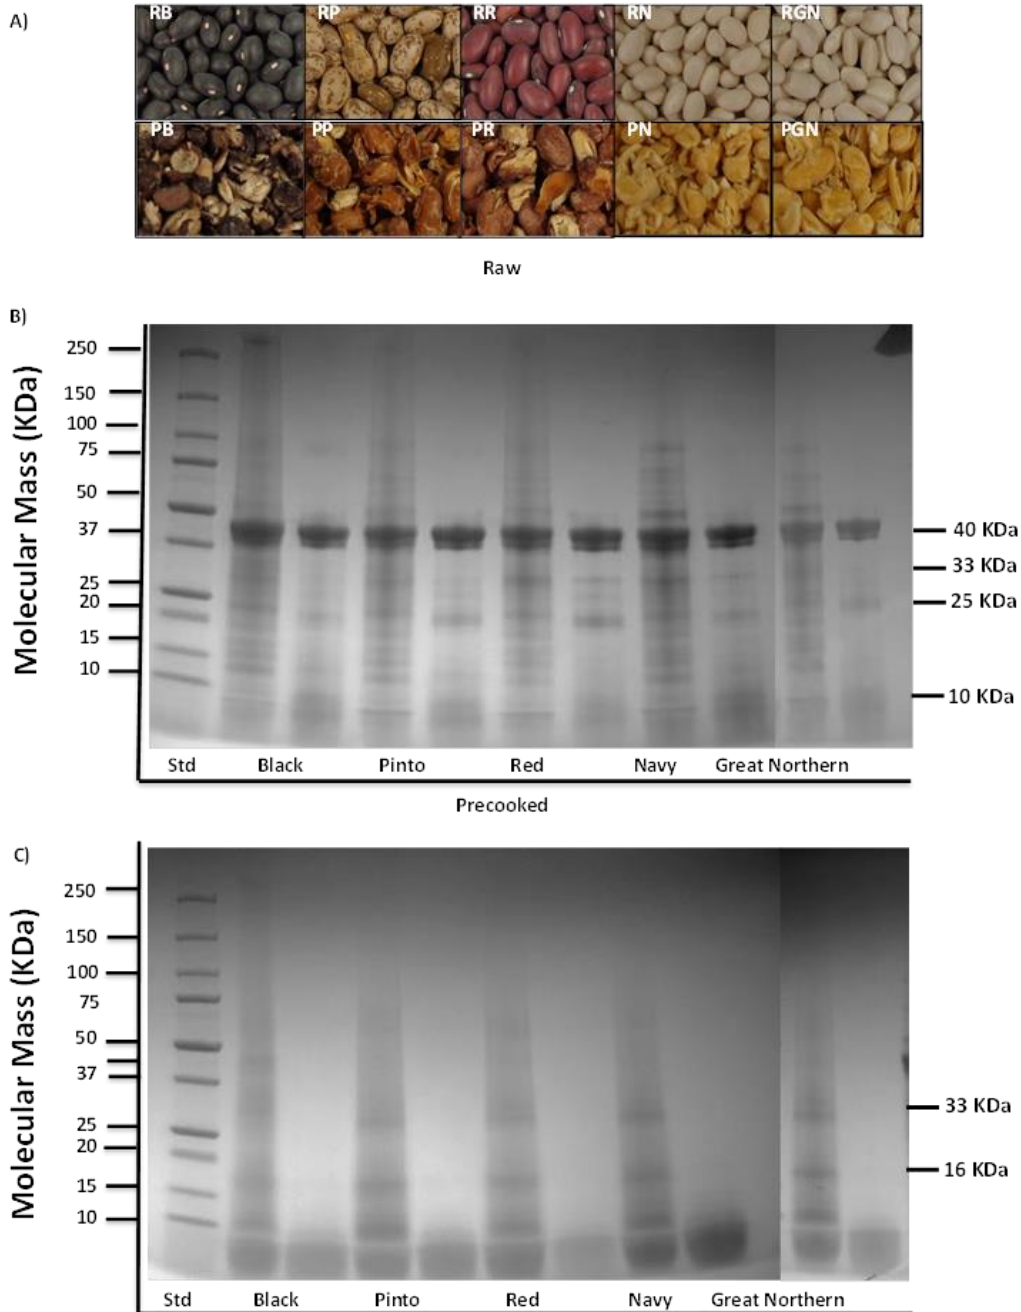 A)
RB RP RR RN RGN
PB PP PR PN PGN
Raw
B)
Molecular Mass (KDa)
250
150
100
75
50
37
25
20
15
10
40 KDa
33 KDa
25 KDa
10 KDa
Std Black Pinto Red Navy Great Northern
Precooked
C)
Molecular Mass (KDa)
250
150
100
75
50
37
25
20
15
10
33 KDa
16 KDa
Std Black Pinto Red Navy Great Northern